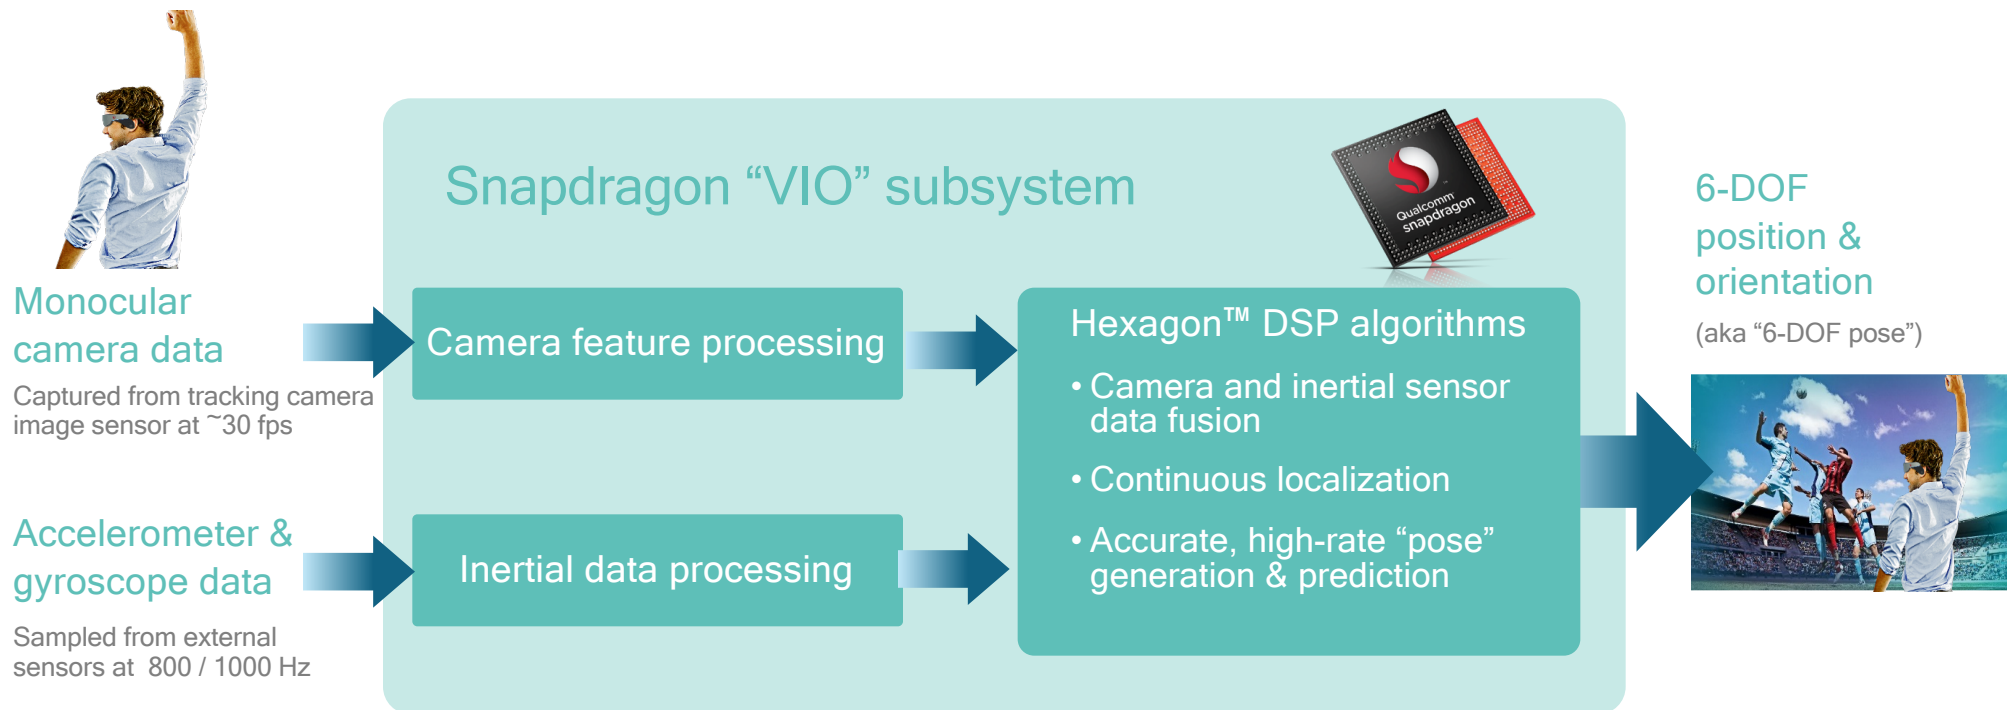 Snapdragon “VIO” subsystem
Qualcomm
snapdragon
Monocular
camera data
Captured from tracking camera
image sensor at ~30 fps
Accelerometer &
gyroscope data
Sampled from external
sensors at 800 / 1000 Hz
Camera feature processing
Inertial data processing
Hexagon™ DSP algorithms
• Camera and inertial sensor
data fusion
• Continuous localization
• Accurate, high-rate “pose”
generation & prediction
6-DOF
position &
orientation
(aka “6-DOF pose”)